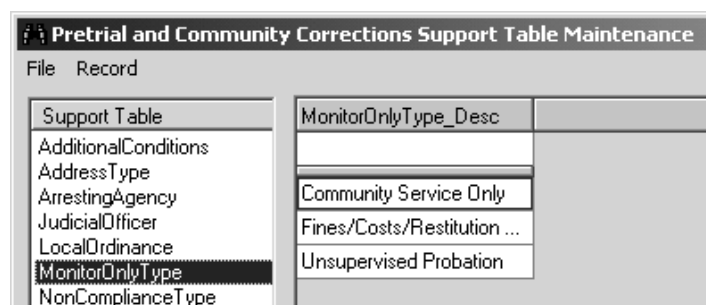 Pretrial and Community Corrections Support Table Maintenance
File Record
Support Table
AdditionalConditions
AddressType
ArrestingAgency
JudicialOfficer
LocalOrdinance
MonitorOnlyType
NonComplianceType
MonitorOnlyType_Desc
Community Service Only
Fines/Costs/Restitution ...
Unsupervised Probation